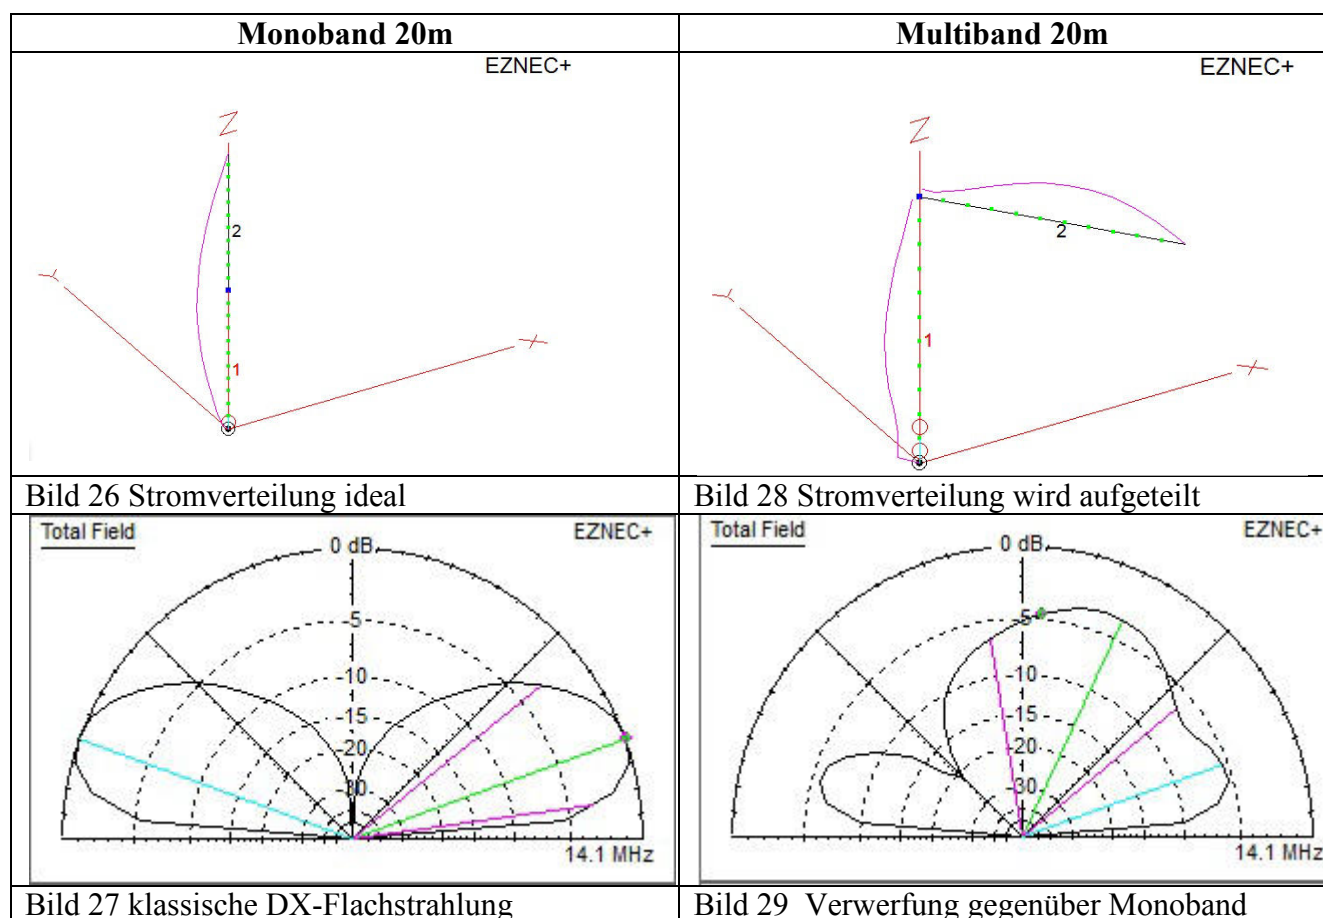 Monoband 20m
Multiband 20m
EZNEC+
Z
2
Y
X
1
EZNEC+
Z
2
Y
1
X
Bild 26 Stromverteilung ideal
Bild 28 Stromverteilung wird aufgeteilt
Total Field
EZNEC+
0 dB
-5
-10
-15
-20
-30
14.1 MHz
Total Field
EZNEC+
0 dB
-5
-10
-15
-20
-30
14.1 MHz
Bild 27 klassische DX-Flachstrahlung
Bild 29 Verwerfung gegenüber Monoband